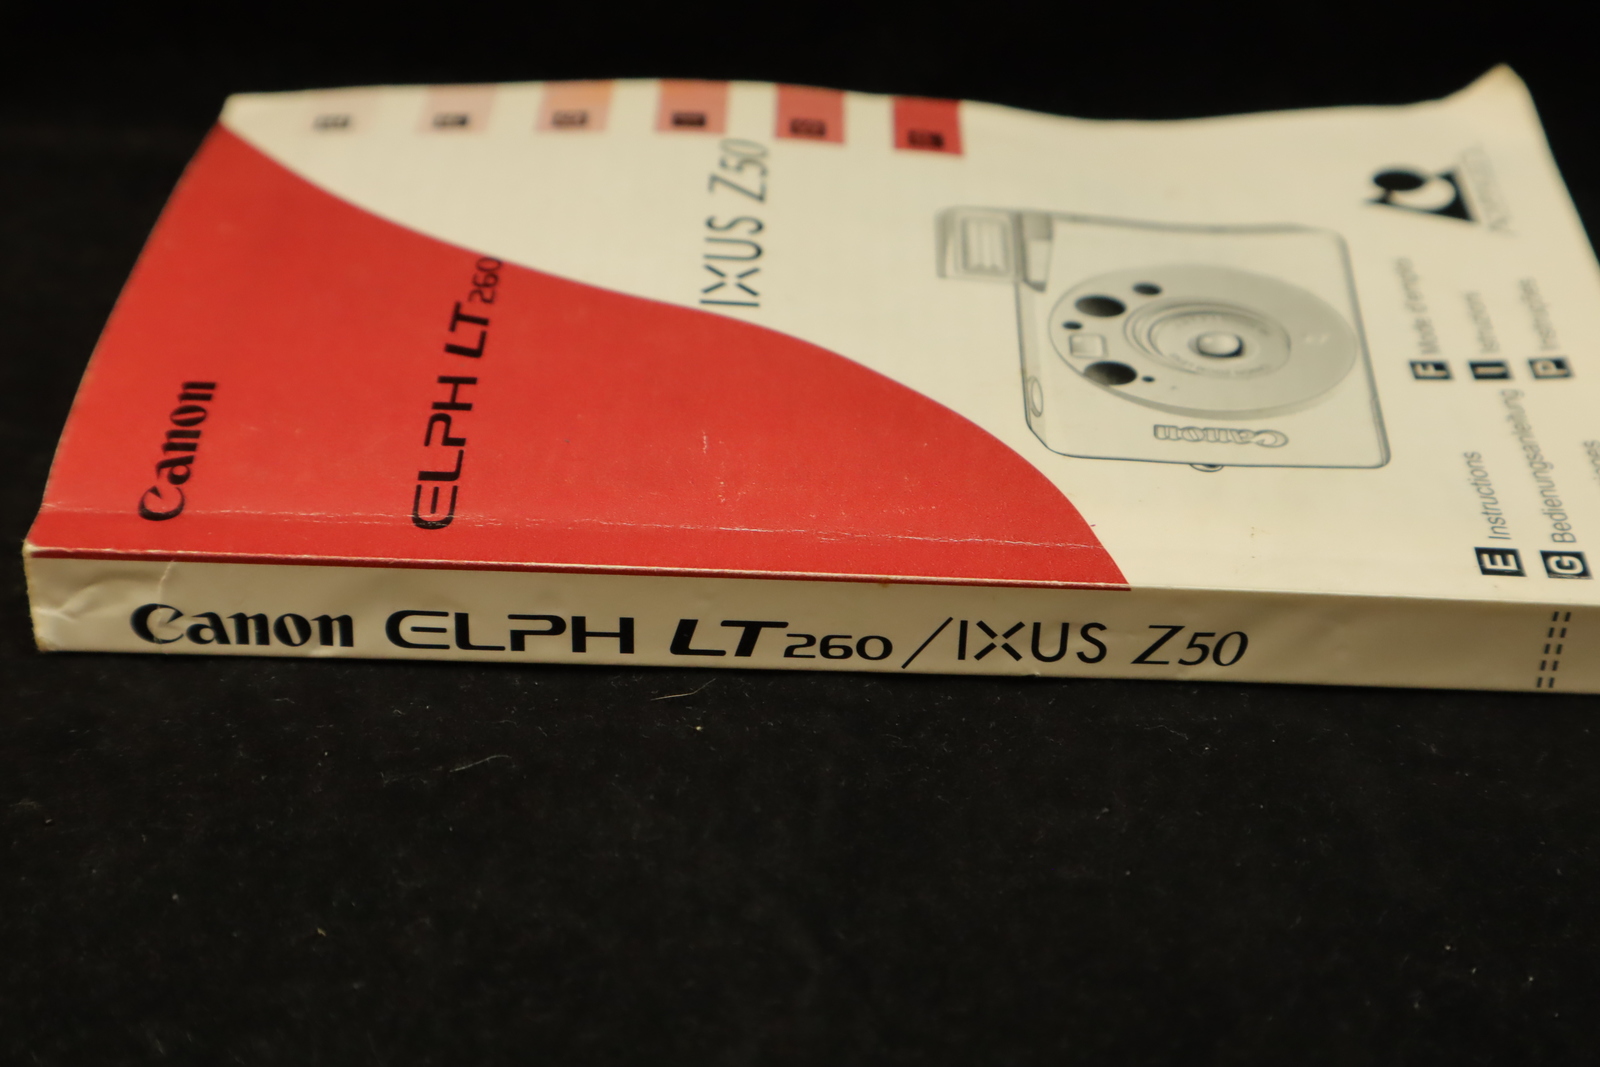 Canon
ELPH LT260
IXUS Z50
Canon
F Mode d'emploi
I Istruzioni
P Instruções
E Instructions
G Bedienungsanleitung
Canon ELPH LT260/IXUS Z50